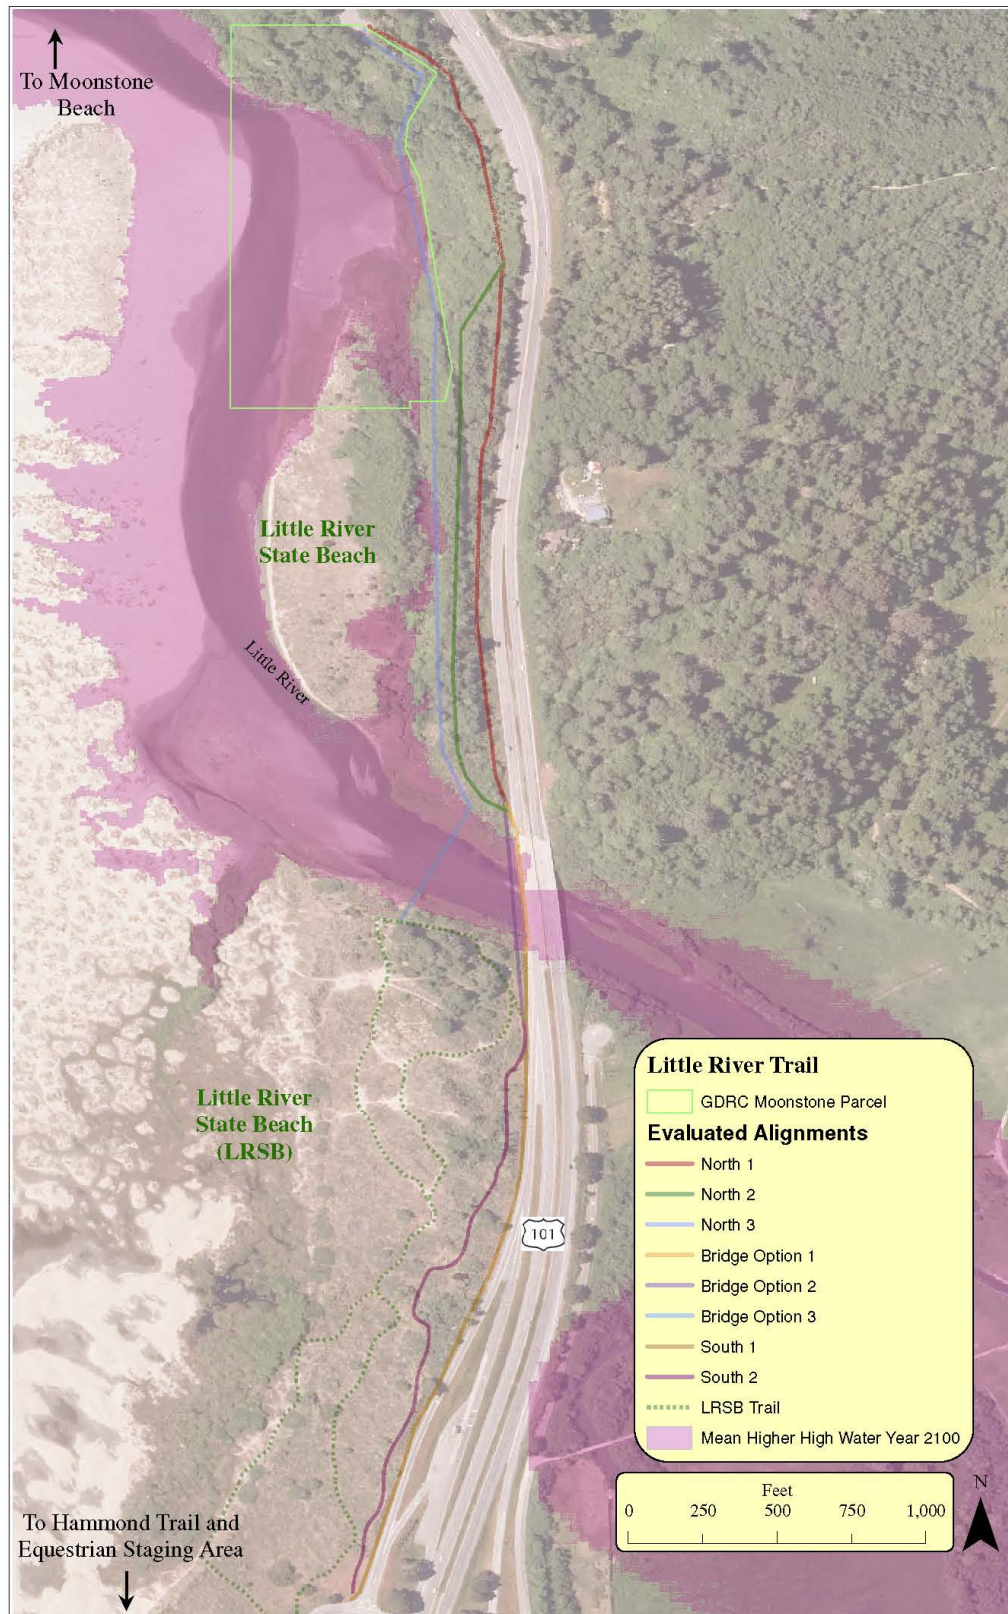 To Moonstone
Beach
Little River
State Beach
Little River
Little River
State Beach
(LRSB)
101
To Hammond Trail and
Equestrian Staging Area
Little River Trail
GDRC Moonstone Parcel
Evaluated Alignments
North 1
North 2
North 3
Bridge Option 1
Bridge Option 2
Bridge Option 3
South 1
South 2
LRSB Trail
Mean Higher High Water Year 2100
Feet
0 250 500 750 1,000
N